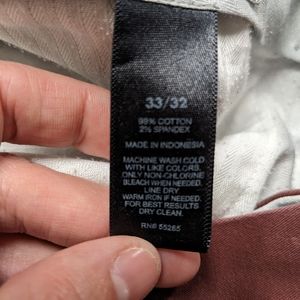 33/32
98% COTTON
2% SPANDEX
MADE IN INDONESIA
MACHINE WASH COLD
WITH LIKE COLORS.
ONLY NON-CHLORINE
BLEACH WHEN NEEDED.
LINE DRY
WARM IRON IF NEEDED.
FOR BEST RESULTS
DRY CLEAN.
RN# 55285